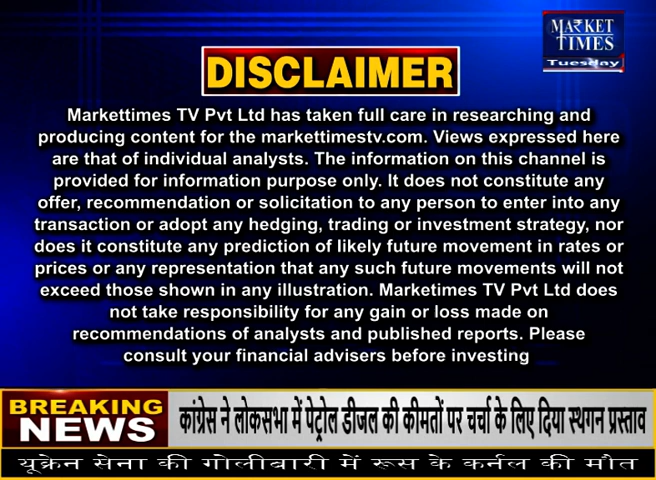 MARKET
TIMES
Tuesday
DISCLAIMER
Markettimes TV Pvt Ltd has taken full care in researching and
producing content for the markettimestv.com. Views expressed here
are that of individual analysts. The information on this channel is
provided for information purpose only. It does not constitute any
offer, recommendation or solicitation to any person to enter into any
transaction or adopt any hedging, trading or investment strategy, nor
does it constitute any prediction of likely future movement in rates or
prices or any representation that any such future movements will not
exceed those shown in any illustration. Marketimes TV Pvt Ltd does
not take responsibility for any gain or loss made on
recommendations of analysts and published reports. Please
consult your financial advisers before investing
BREAKING
NEWS
कांग्रेस ने लोकसभा में पेट्रोल डीजल की कीमतों पर चर्चा के लिए दिया स्थगन प्रस्ताव
यूक्रेन सेना की गोलीबारी में रूस के कर्नल की मौत